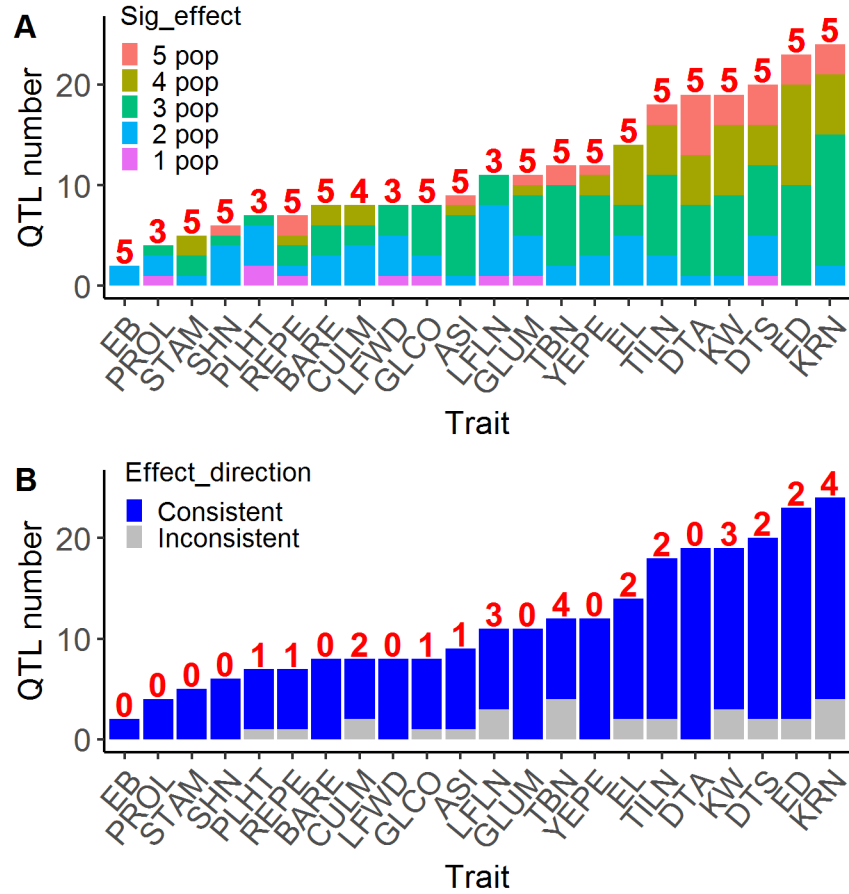 A
Sig_effect
5 pop
4 pop
3 pop
2 pop
1 pop
QTL number
20
10
0
5 3 5 5 3 5 5 4 3 5 5 3 5 5 5 5 5 5 5 5 5 5
EB PROL STAM SHN PLHT REPE BARE CULM LFWD GLCO ASI LFLN GLUM TBN YEPE EL TILN DTA KW DTS ED KRN
Trait
B
Effect_direction
Consistent
Inconsistent
QTL number
20
10
0
0 0 0 0 1 1 0 2 0 1 1 3 0 4 0 2 2 0 3 2 2 4
EB PROL STAM SHN PLHT REPE BARE CULM LFWD GLCO ASI LFLN GLUM TBN YEPE EL TILN DTA KW DTS ED KRN
Trait